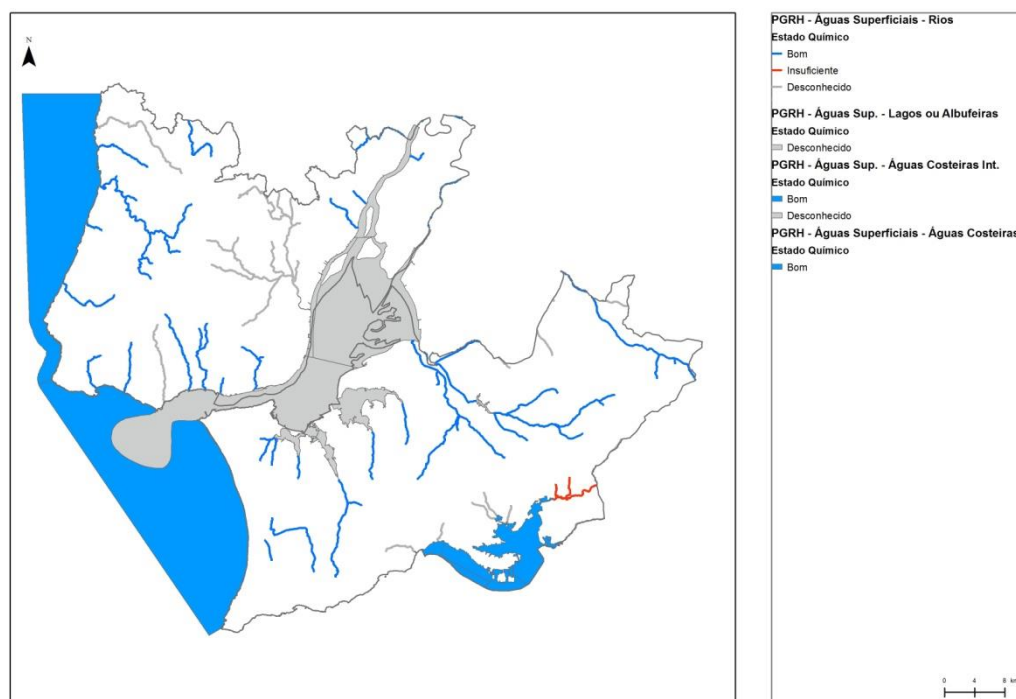 N
PGRH - Águas Superficiais - Rios
Estado Químico
Bom
Insuficiente
Desconhecido
PGRH - Águas Sup. - Lagos ou Albufeiras
Estado Químico
Desconhecido
PGRH - Águas Sup. - Águas Costeiras Int.
Estado Químico
Bom
Desconhecido
PGRH - Águas Superficiais - Águas Costeiras
Estado Químico
Bom
0 4 8 km